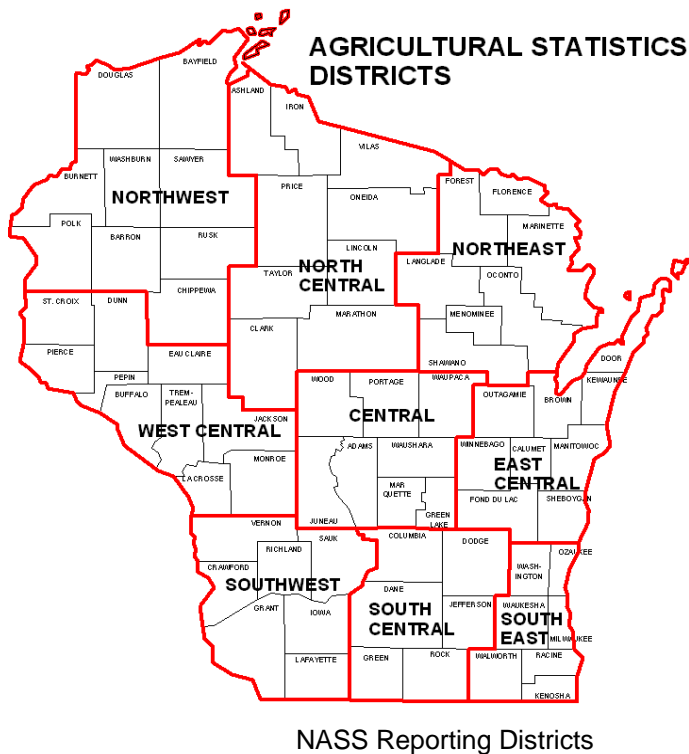 AGRICULTURAL STATISTICS
DISTRICTS
BAYFIELD
DOUGLAS
ASHLAND
IRON
VILAS
BURNETT
WASHBURN
SAWYER
NORTHWEST
PRICE
ONEIDA
FOREST
FLORENCE
MARINETTE
NORTHEAST
POLK
BARRON
RUSK
LINCOLN
LANGLADE
TAYLOR
NORTH
CENTRAL
OCONTO
CHIPPEWA
ST. CROIX
DUNN
CLARK
MARATHON
MENOMINEE
PIERCE
EAU CLAIRE
SHAWANO
DOOR
PEPIN
BUFFALO
TREM-
PEALEAU
WOOD
PORTAGE
WAUPACA
OUTAGAMIE
BROWN
KEWAUNEE
CENTRAL
JACKSON
WEST CENTRAL
ADAMS
WAUSHARA
WINNEBAGO
CALUMET
MANITOWOC
MONROE
EAST
CENTRAL
LACROSSE
MAR
QUETTE
FOND DU LAC
SHEBOYGAN
GREEN
LAKE
VERNON
JUNEAU
SAUK
COLUMBIA
DODGE
OZAUKEE
RICHLAND
CRAWFORD
SOUTHWEST
WASH-
INGTON
DANE
GRANT
IOWA
JEFFERSON
WAUKESHA
SOUTH
CENTRAL
SOUTH
EAST
MILWAUKEE
LAFAYETTE
GREEN
ROCK
WALWORTH
RACINE
KENOSHA
NASS Reporting Districts